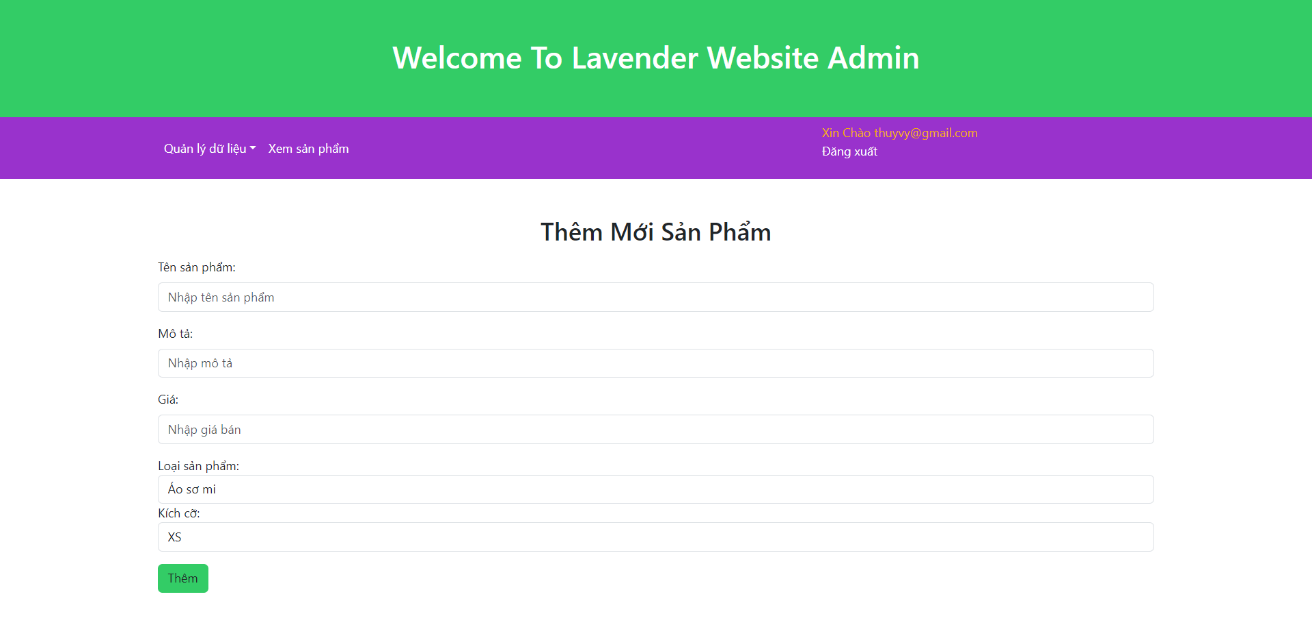 Welcome To Lavender Website Admin
Quản lý dữ liệu Xem sản phẩm
Xin Chào thuyvy@gmail.com
Đăng xuất
Thêm Mới Sản Phẩm
Tên sản phẩm:
Nhập tên sản phẩm
Mô tả:
Nhập mô tả
Giá:
Nhập giá bán
Loại sản phẩm:
Áo sơ mi
Kích cỡ:
XS
Thêm